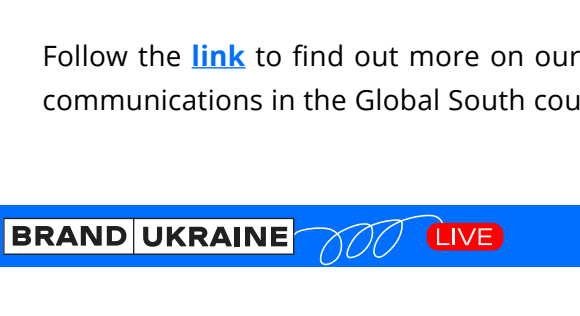 Follow the link to find out more on our
communications in the Global South cou
BRAND UKRAINE LIVE